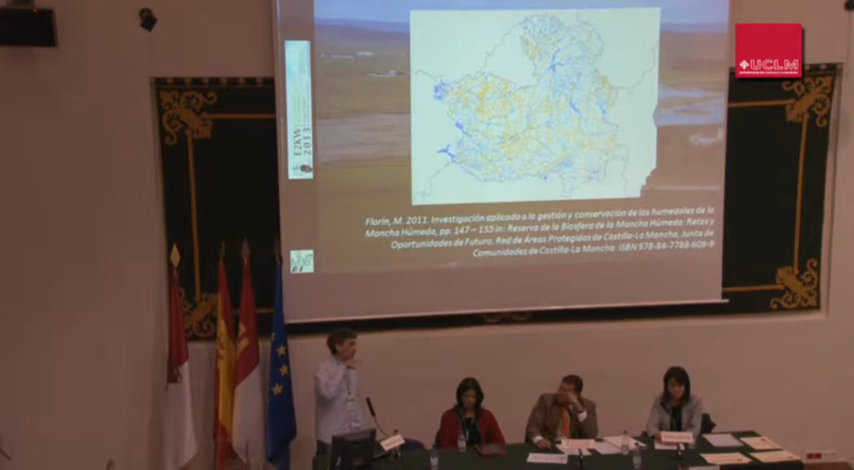 UCLM
E2KW
2013
Florín, M. 2011. Investigación aplicada a la gestión y conservación de los humedales de la
Mancha Húmeda, pp. 147 – 155 in: Reserva de la Biosfera de la Mancha Húmeda: Retos y
Oportunidades de Futuro. Red de Áreas Protegidas de Castilla-La Mancha, Junta de
Comunidades de Castilla-La Mancha. ISBN 978-84-7788-609-9